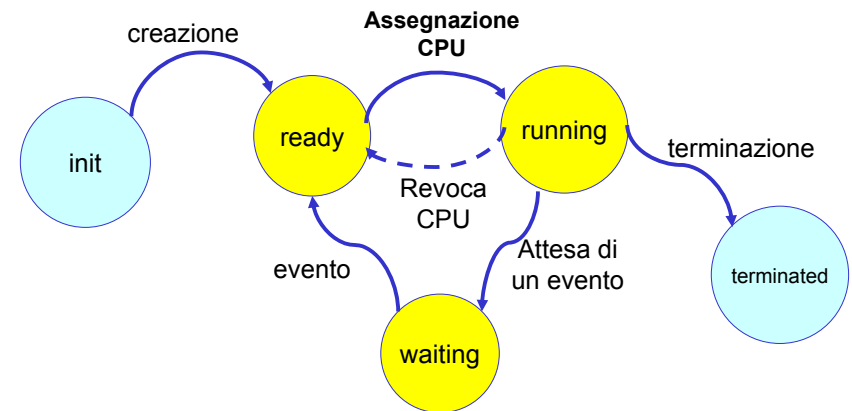 creazione
Assegnazione
CPU
init
ready
running
terminazione
Revoca
CPU
evento
Attesa di
un evento
terminated
waiting